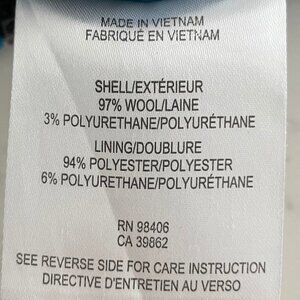 MADE IN VIETNAM
FABRIQUÉ EN VIETNAM
SHELL/EXTÉRIEUR
97% WOOL/LAINE
3% POLYURETHANE/POLYURÉTHANE
LINING/DOUBLURE
94% POLYESTER/POLYESTER
6% POLYURETHANE/POLYURÉTHANE
RN 98406
CA 39862
SEE REVERSE SIDE FOR CARE INSTRUCTION
DIRECTIVE D'ENTRETIEN AU VERSO